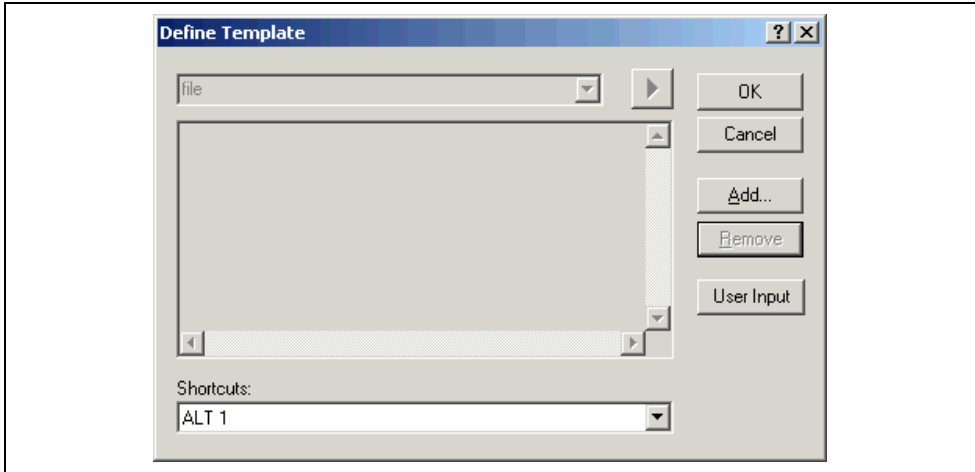 Define Template
file
OK
Cancel
Add...
Remove
User Input
Shortcuts:
ALT 1